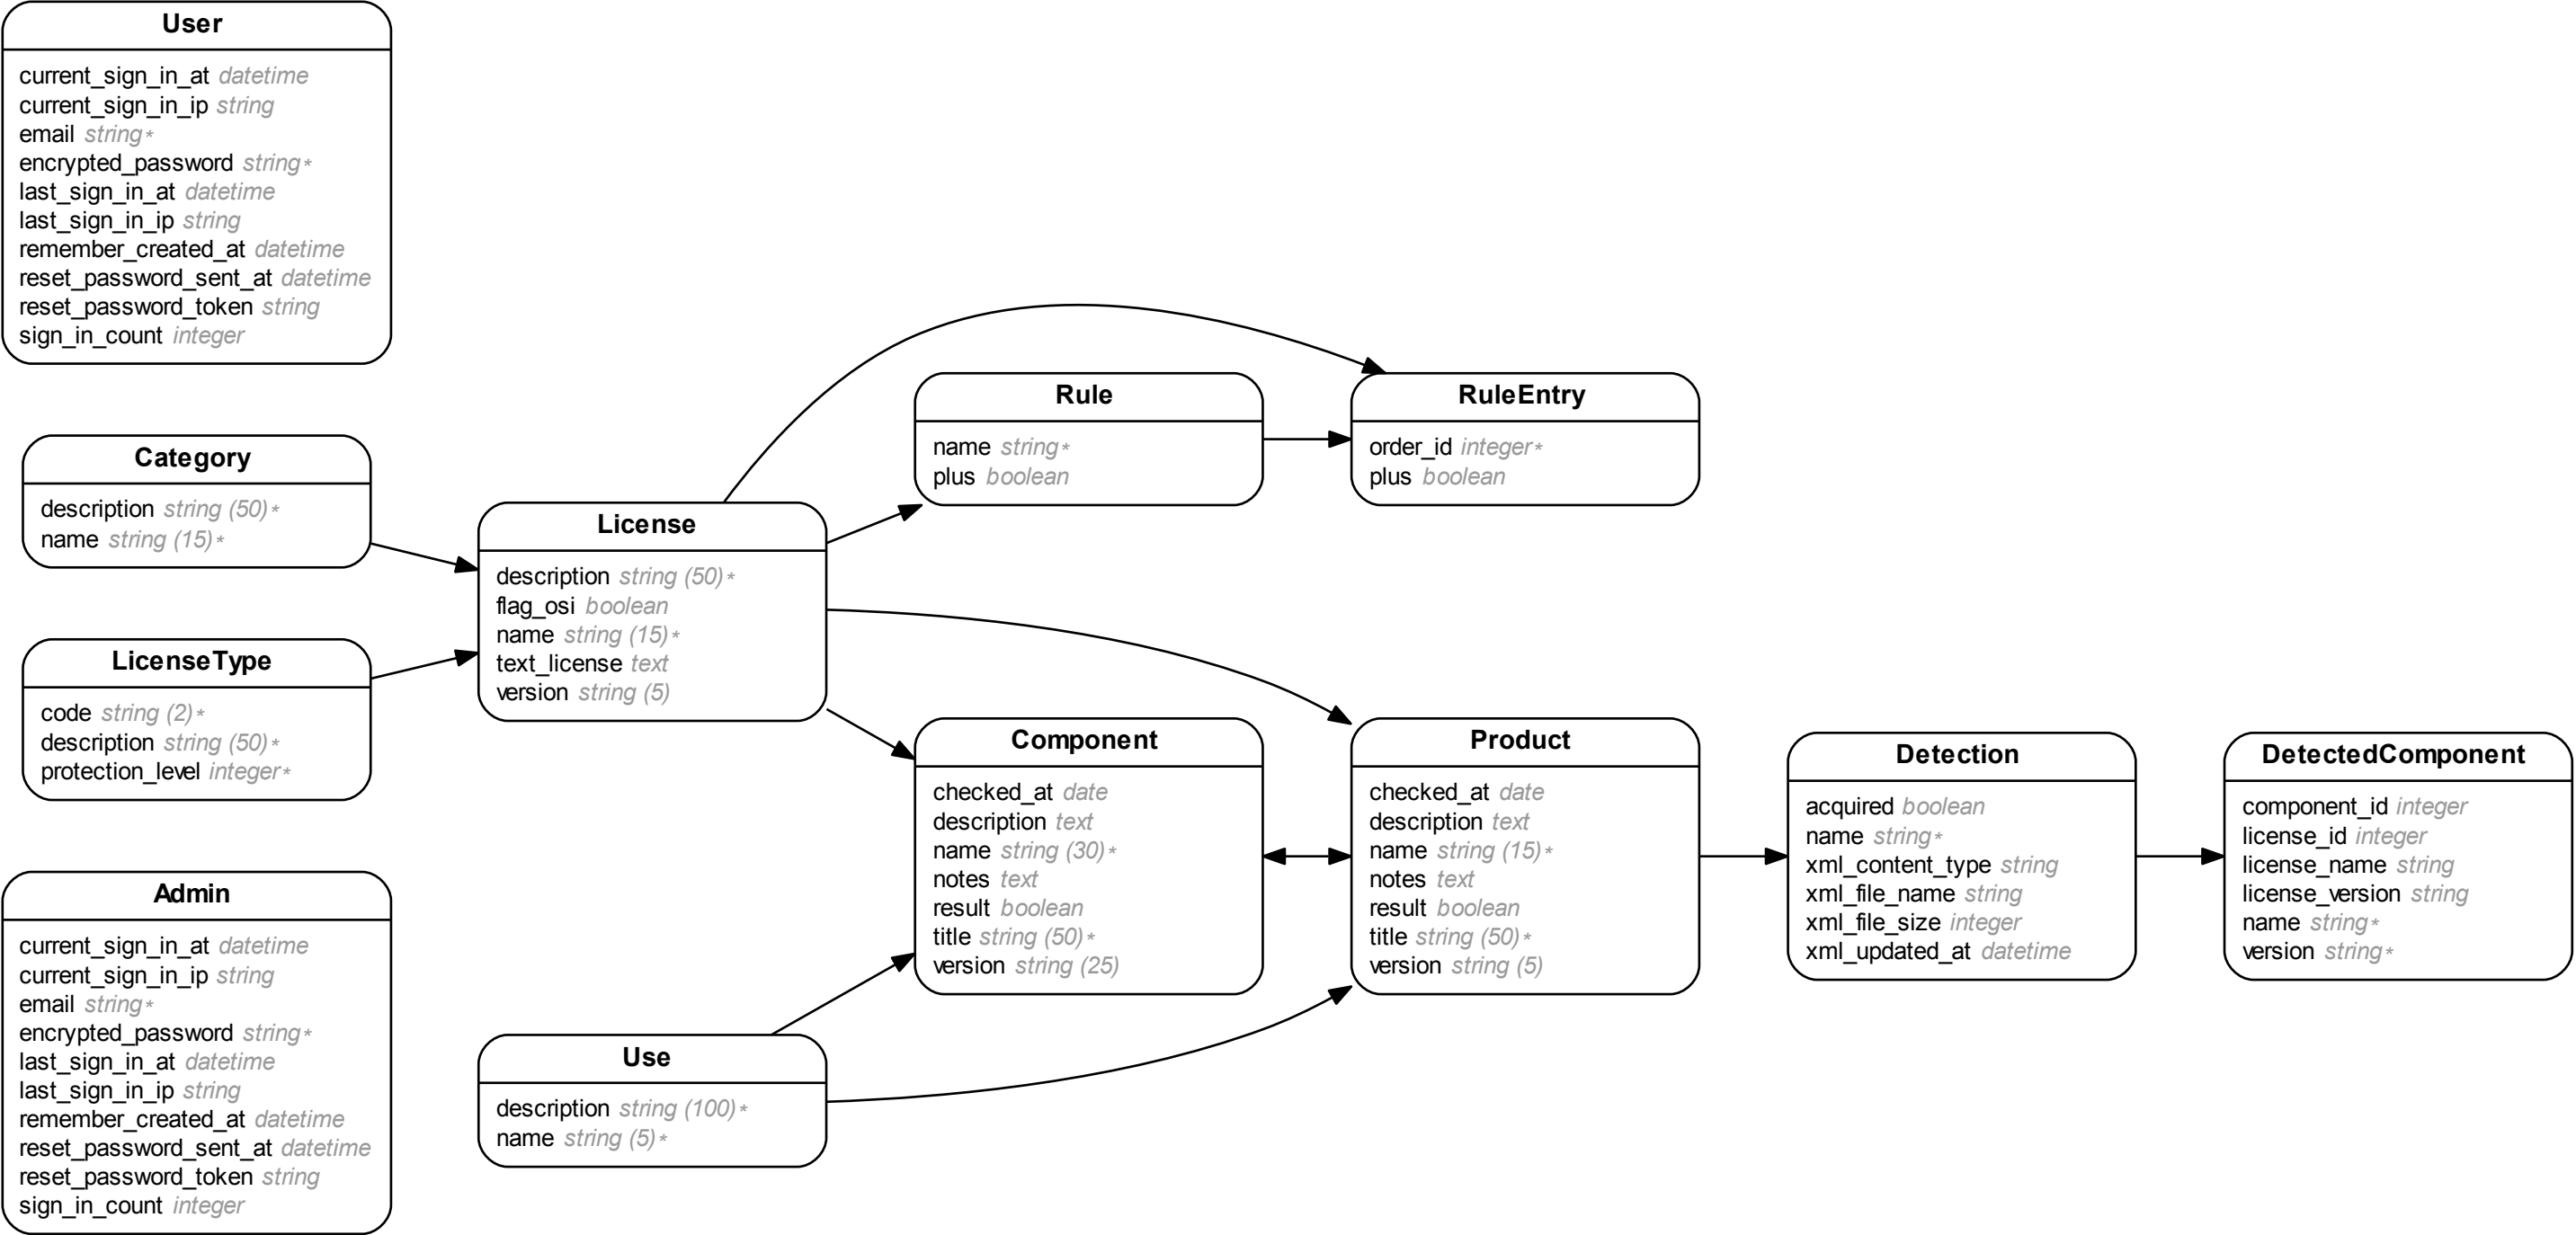 User
current_sign_in_at datetime
current_sign_in_ip string
email string*
encrypted_password string*
last_sign_in_at datetime
last_sign_in_ip string
remember_created_at datetime
reset_password_sent_at datetime
reset_password_token string
sign_in_count integer
Category
description string (50)*
name string (15)*
LicenseType
code string (2)*
description string (50)*
protection_level integer*
Admin
current_sign_in_at datetime
current_sign_in_ip string
email string*
encrypted_password string*
last_sign_in_at datetime
last_sign_in_ip string
remember_created_at datetime
reset_password_sent_at datetime
reset_password_token string
sign_in_count integer
License
description string (50)*
flag_osi boolean
name string (15)*
text_license text
version string (5)
Use
description string (100)*
name string (5)*
Rule
name string*
plus boolean
Component
checked_at date
description text
name string (30)*
notes text
result boolean
title string (50)*
version string (25)
RuleEntry
order_id integer*
plus boolean
Product
checked_at date
description text
name string (15)*
notes text
result boolean
title string (50)*
version string (5)
Detection
acquired boolean
name string*
xml_content_type string
xml_file_name string
xml_file_size integer
xml_updated_at datetime
DetectedComponent
component_id integer
license_id integer
license_name string
license_version string
name string*
version string*